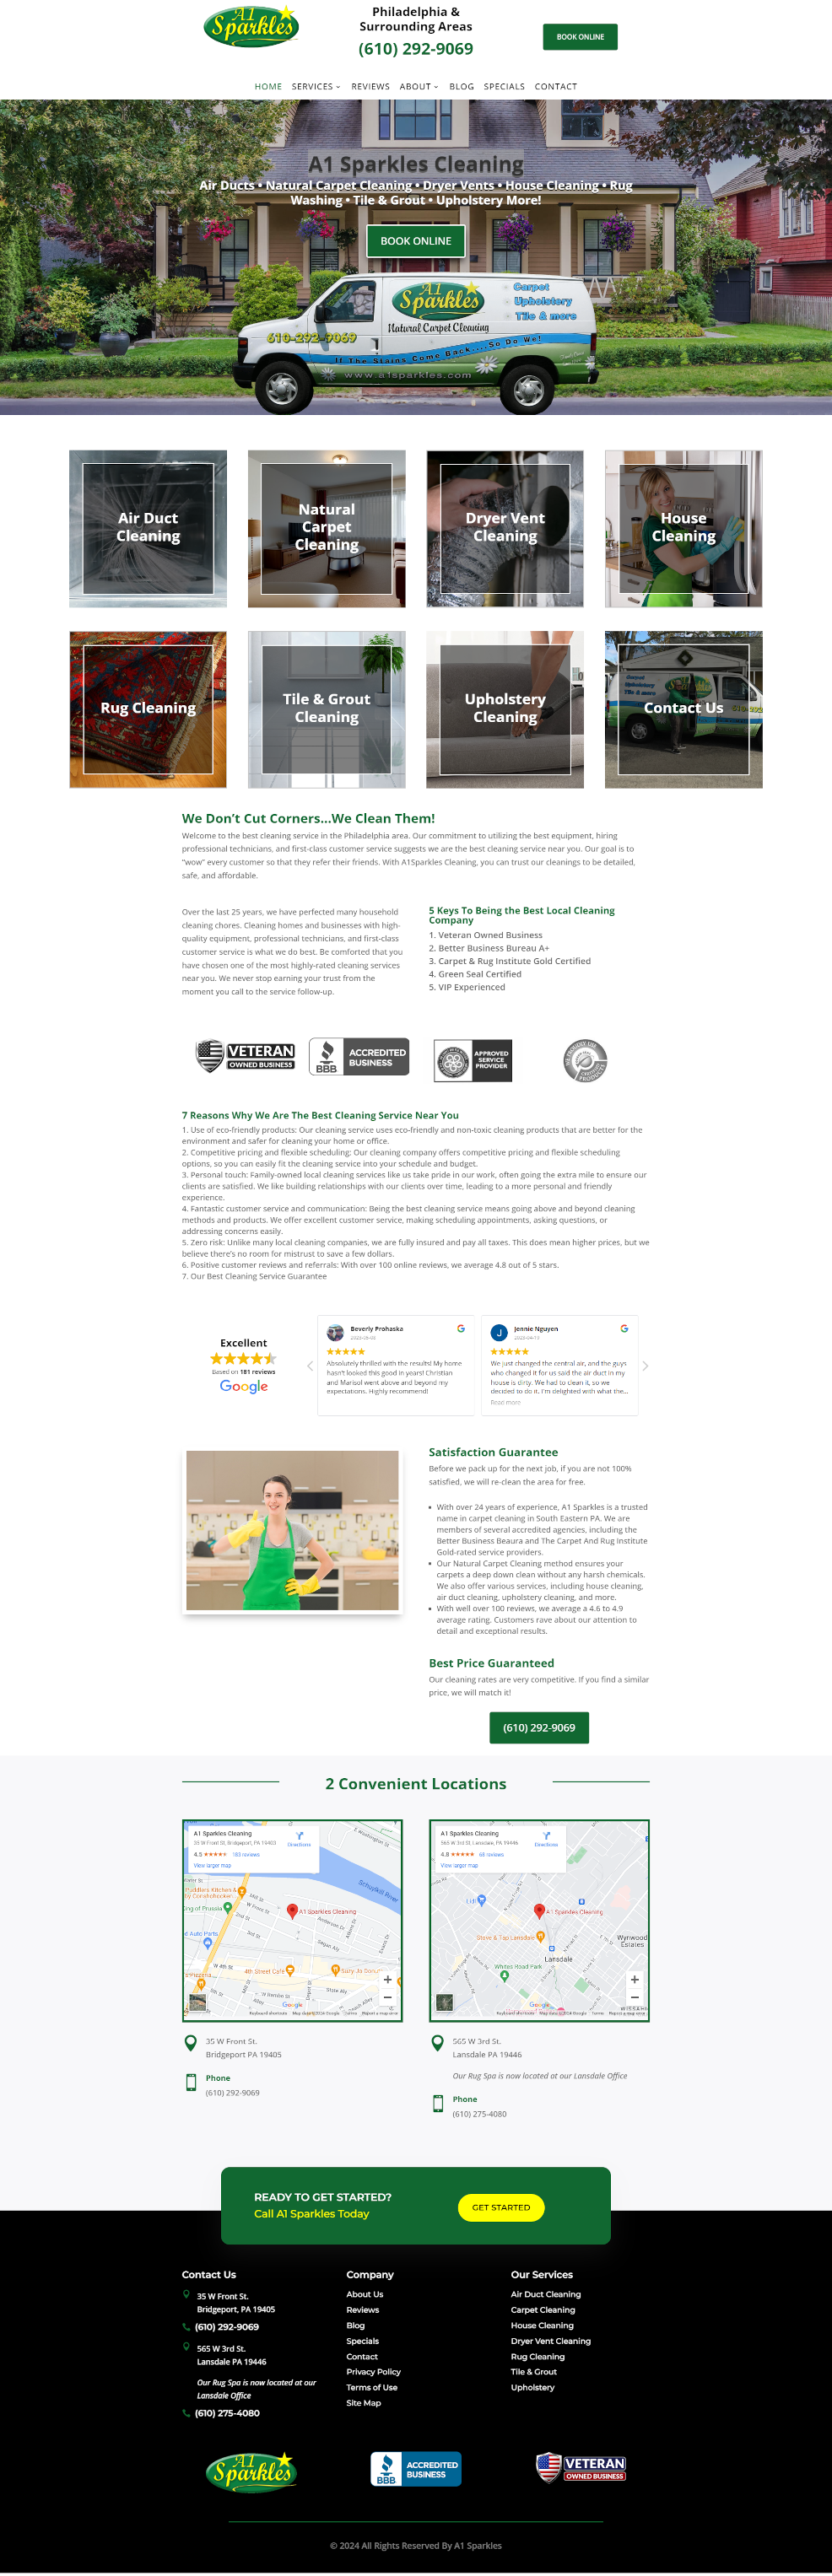 A1
Sparkles
Philadelphia &
Surrounding Areas
(610) 292-9069
BOOK ONLINE
HOME SERVICES REVIEWS ABOUT BLOG SPECIALS CONTACT
A1 Sparkles Cleaning
Air Ducts • Natural Carpet Cleaning • Dryer Vents • House Cleaning • Rug
Washing • Tile & Grout • Upholstery More!
BOOK ONLINE
A1
Sparkles
Natural Carpet Cleaning
Carpet
Upholstery
Tile & more
610-292-9069
If The Stains Come Back....So Do We!
www.a1sparkles.com
Air Duct
Cleaning
Natural
Carpet
Cleaning
Dryer Vent
Cleaning
House
Cleaning
Rug Cleaning
Tile & Grout
Cleaning
Upholstery
Cleaning
Contact Us
We Don't Cut Corners...We Clean Them!
Welcome to the best cleaning service in the Philadelphia area. Our commitment to utilizing the best equipment, hiring
professional technicians, and first-class customer service suggests we are the best cleaning service near you. Our goal is to
"wow" every customer so that they refer their friends. With A1Sparkles Cleaning, you can trust our cleanings to be detailed,
safe, and affordable.
Over the last 25 years, we have perfected many household
cleaning chores. Cleaning homes and businesses with high-
quality equipment, professional technicians, and first-class
customer service is what we do best. Be comforted that you
have chosen one of the most highly-rated cleaning services
near you. We never stop earning your trust from the
moment you call to the service follow-up.
5 Keys To Being the Best Local Cleaning
Company
1. Veteran Owned Business
2. Better Business Bureau A+
3. Carpet & Rug Institute Gold Certified
4. Green Seal Certified
5. VIP Experienced
VETERAN
OWNED BUSINESS
BBB
ACCREDITED
BUSINESS
APPROVED
SERVICE
PROVIDER
7 Reasons Why We Are The Best Cleaning Service Near You
1. Use of eco-friendly products: Our cleaning service uses eco-friendly and non-toxic cleaning products that are better for the
environment and safer for cleaning your home or office.
2. Competitive pricing and flexible scheduling: Our cleaning company offers competitive pricing and flexible scheduling
options, so you can easily fit the cleaning service into your schedule and budget.
3. Personal touch: Family-owned local cleaning services like us take pride in our work, often going the extra mile to ensure our
clients are satisfied. We like building relationships with our clients over time, leading to a more personal and friendly
experience.
4. Fantastic customer service and communication: Being the best cleaning service means going above and beyond cleaning
methods and products. We offer excellent customer service, making scheduling appointments, asking questions, or
addressing concerns easily.
5. Zero risk: Unlike many local cleaning companies, we are fully insured and pay all taxes. This does mean higher prices, but we
believe there's no room for mistrust to save a few dollars.
6. Positive customer reviews and referrals: With over 100 online reviews, we average 4.8 out of 5 stars.
7. Our Best Cleaning Service Guarantee
Excellent
Based on 181 reviews
Google
Beverly Prohaska
Absolutely thrilled with the results! My home
hasn't looked this good in years! Christian
and Marisol went above and beyond my
expectations. Highly recommend!
J
Jennie Nguyen
We just changed the central air, and the guys
who changed it for us said the air duct in my
house is dirty. We had to clean it, so we
decided to do it. I'm delighted with what the...
Read more
Satisfaction Guarantee
Before we pack up for the next job, if you are not 100%
satisfied, we will re-clean the area for free.
• With over 24 years of experience, A1 Sparkles is a trusted
name in carpet cleaning in South Eastern PA. We are
members of several accredited agencies, including the
Better Business Beaura and The Carpet And Rug Institute
Gold-rated service providers.
• Our Natural Carpet Cleaning method ensures your
carpets a deep down clean without any harsh chemicals.
We also offer various services, including house cleaning,
air duct cleaning, upholstery cleaning, and more.
• With well over 100 reviews, we average a 4.6 to 4.9
average rating. Customers rave about our attention to
detail and exceptional results.
Best Price Guaranteed
Our cleaning rates are very competitive. If you find a similar
price, we will match it!
(610) 292-9069
2 Convenient Locations
A1 Sparkles Cleaning
Directions
4.5 183 reviews
View larger map
Schuylkill River
A1 Sparkles Cleaning
4th Street Cafe
Google
A1 Sparkles Cleaning
565 W 3rd St, Lansdale, PA 19446
Directions
4.8 68 reviews
View larger map
Lidl
A1 Sparkles Cleaning
Stove & Tap Lansdale
Wynwood
Estates
Lansdale
Whites Road Park
Google
35 W Front St.
Bridgeport PA 19405
Phone
(610) 292-9069
565 W 3rd St.
Lansdale PA 19446
Our Rug Spa is now located at our Lansdale Office
Phone
(610) 275-4080
READY TO GET STARTED?
Call A1 Sparkles Today
GET STARTED
Contact Us
35 W Front St.
Bridgeport, PA 19405
(610) 292-9069
565 W 3rd St.
Lansdale PA 19446
Our Rug Spa is now located at our
Lansdale Office
(610) 275-4080
Company
About Us
Reviews
Blog
Specials
Contact
Privacy Policy
Terms of Use
Site Map
Our Services
Air Duct Cleaning
Carpet Cleaning
House Cleaning
Dryer Vent Cleaning
Rug Cleaning
Tile & Grout
Upholstery
A1
Sparkles
BBB
ACCREDITED
BUSINESS
VETERAN
OWNED BUSINESS
© 2024 All Rights Reserved By A1 Sparkles